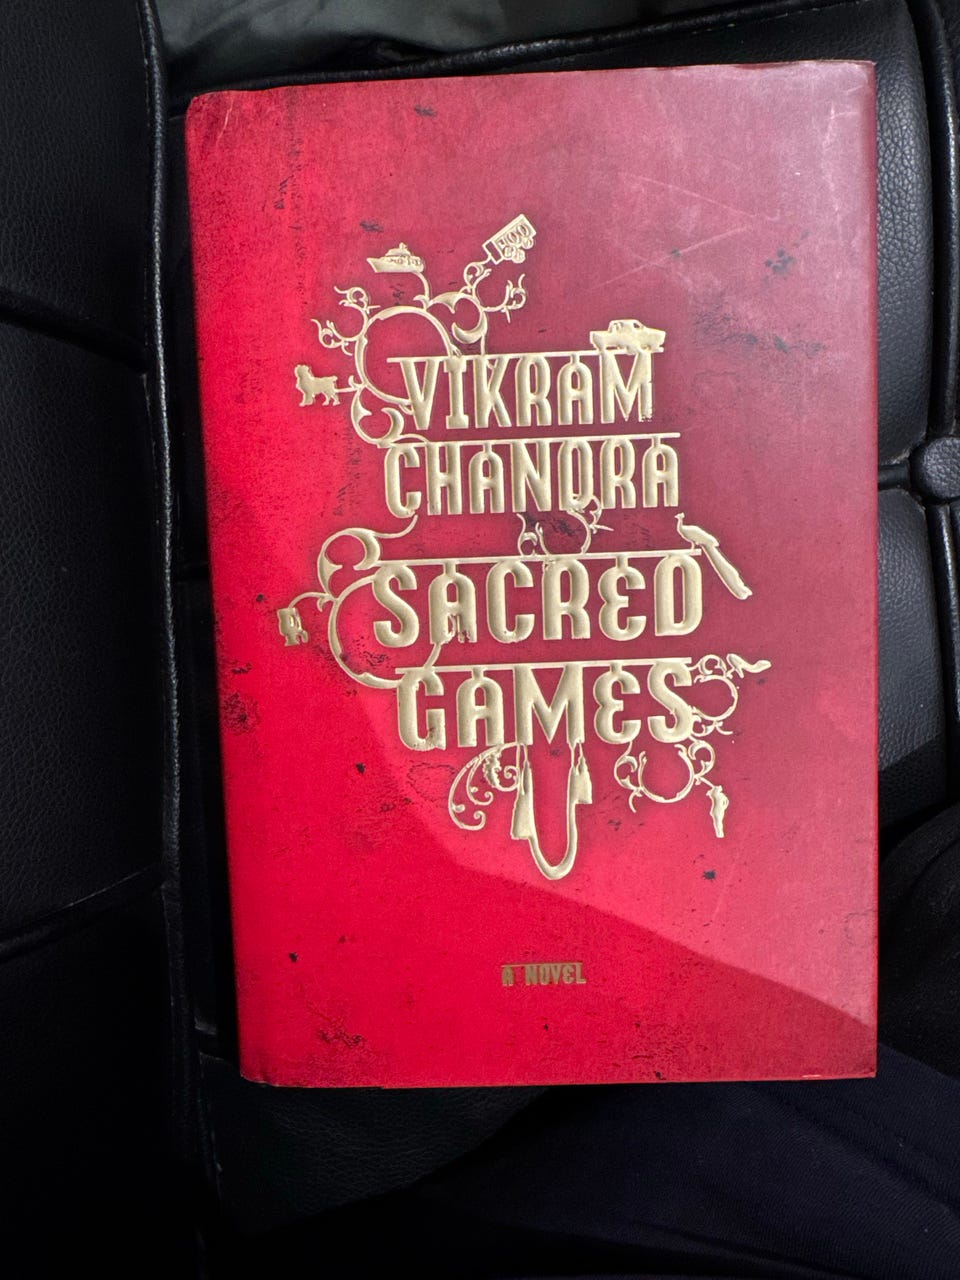 VIKRAM
CHANDRA
SACRED
GAMES
A NOVEL